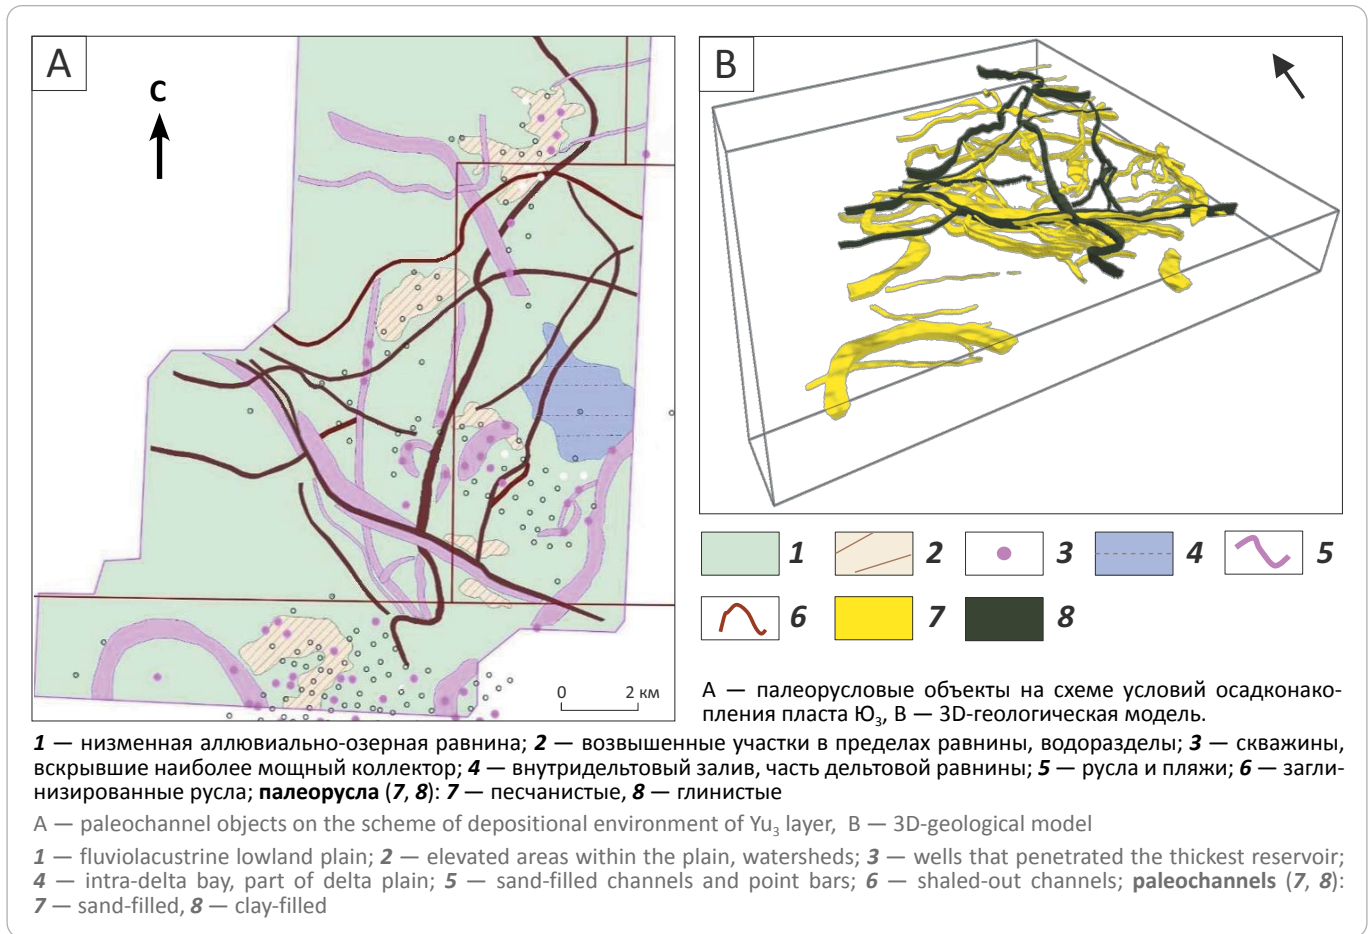 A
B
С
0
2 км
1
2
3
4
5
6
7
8
А — палеорусловые объекты на схеме условий осадконако-
пления пласта Ю₃, В — 3D-геологическая модель.
1 — низменная аллювиально-озерная равнина; 2 — возвышенные участки в пределах равнины, водоразделы; 3 — скважины,
вскрывшие наиболее мощный коллектор; 4 — внутридельтовый залив, часть дельтовой равнины; 5 — русла и пляжи; 6 — загли-
низированные русла; палеорусла (7, 8): 7 — песчанистые, 8 — глинистые
A — paleochannel objects on the scheme of depositional environment of Yu₃ layer, B — 3D-geological model
1 — fluviolacustrine lowland plain; 2 — elevated areas within the plain, watersheds; 3 — wells that penetrated the thickest reservoir;
4 — intra-delta bay, part of delta plain; 5 — sand-filled channels and point bars; 6 — shaled-out channels; paleochannels (7, 8):
7 — sand-filled, 8 — clay-filled